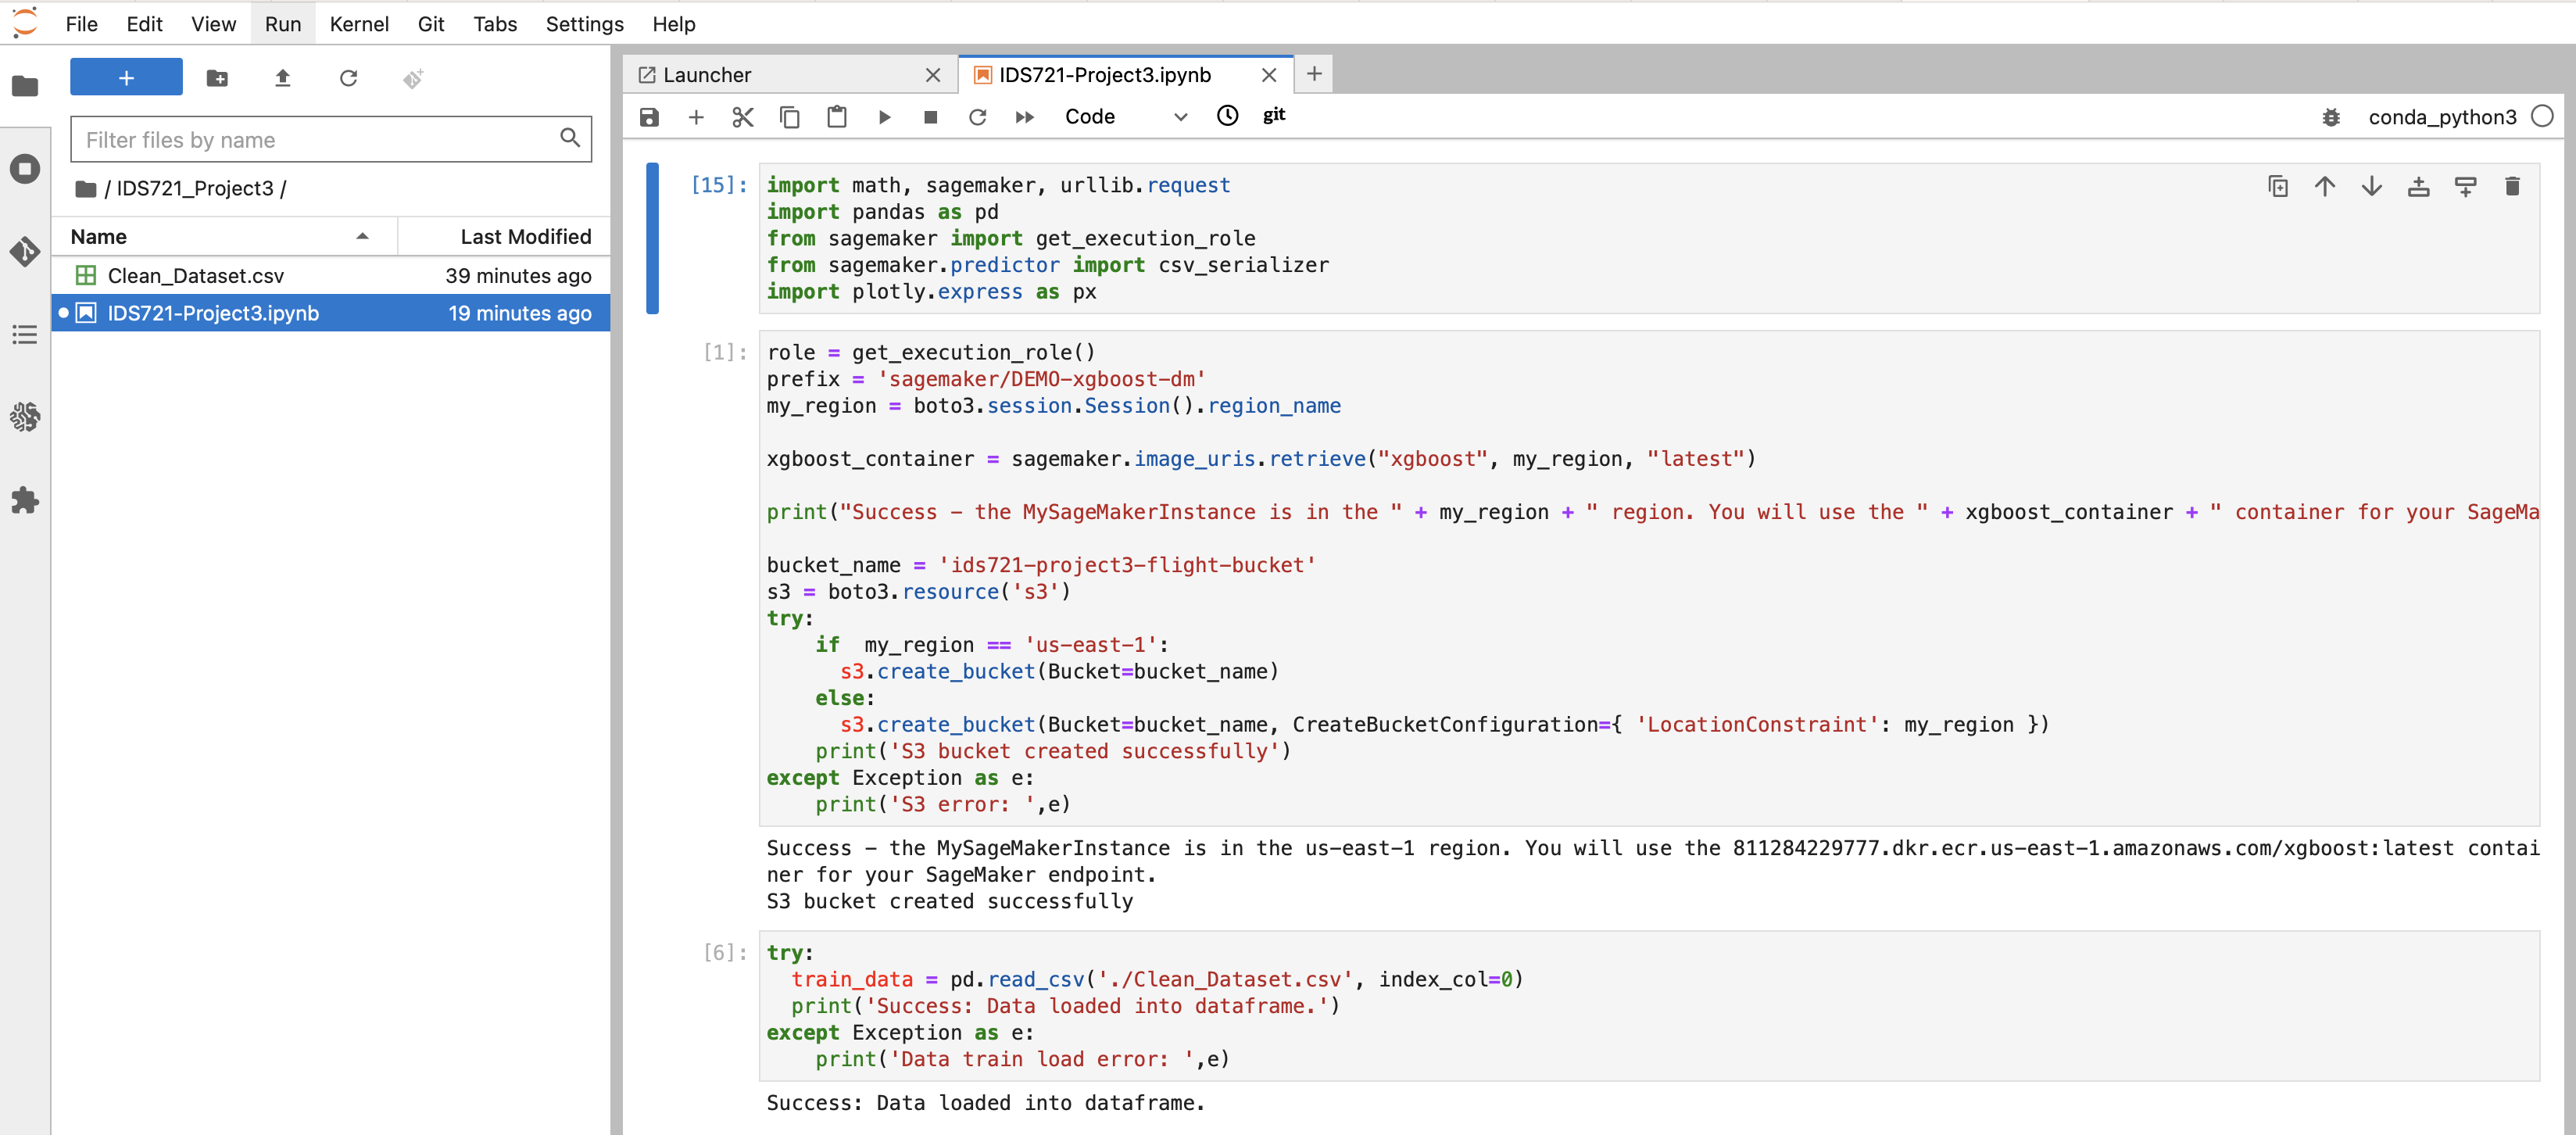 File Edit View Run Kernel Git Tabs Settings Help
+
Filter files by name
/ IDS721_Project3 /
Name Last Modified
Clean_Dataset.csv 39 minutes ago
IDS721-Project3.ipynb 19 minutes ago
Launcher IDS721-Project3.ipynb
Code git conda_python3
[15]: import math, sagemaker, urllib.request
import pandas as pd
from sagemaker import get_execution_role
from sagemaker.predictor import csv_serializer
import plotly.express as px
[1]: role = get_execution_role()
prefix = 'sagemaker/DEMO-xgboost-dm'
my_region = boto3.session.Session().region_name
xgboost_container = sagemaker.image_uris.retrieve("xgboost", my_region, "latest")
print("Success - the MySageMakerInstance is in the " + my_region + " region. You will use the " + xgboost_container + " container for your SageMa
bucket_name = 'ids721-project3-flight-bucket'
s3 = boto3.resource('s3')
try:
if  my_region == 'us-east-1':
s3.create_bucket(Bucket=bucket_name)
else:
s3.create_bucket(Bucket=bucket_name, CreateBucketConfiguration={ 'LocationConstraint': my_region })
print('S3 bucket created successfully')
except Exception as e:
print('S3 error: ',e)
Success - the MySageMakerInstance is in the us-east-1 region. You will use the 811284229777.dkr.ecr.us-east-1.amazonaws.com/xgboost:latest contai
ner for your SageMaker endpoint.
S3 bucket created successfully
[6]: try:
train_data = pd.read_csv('./Clean_Dataset.csv', index_col=0)
print('Success: Data loaded into dataframe.')
except Exception as e:
print('Data train load error: ',e)
Success: Data loaded into dataframe.